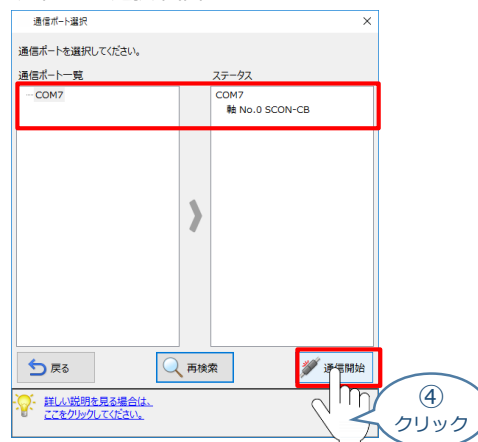 通信ポート選択
通信ポートを選択してください。
通信ポート一覧
ステータス
COM7
COM7
軸 No.0 SCON-CB
戻る
再検索
通信開始
詳しい説明を見る場合は、
ここをクリックしてください。
④
クリック